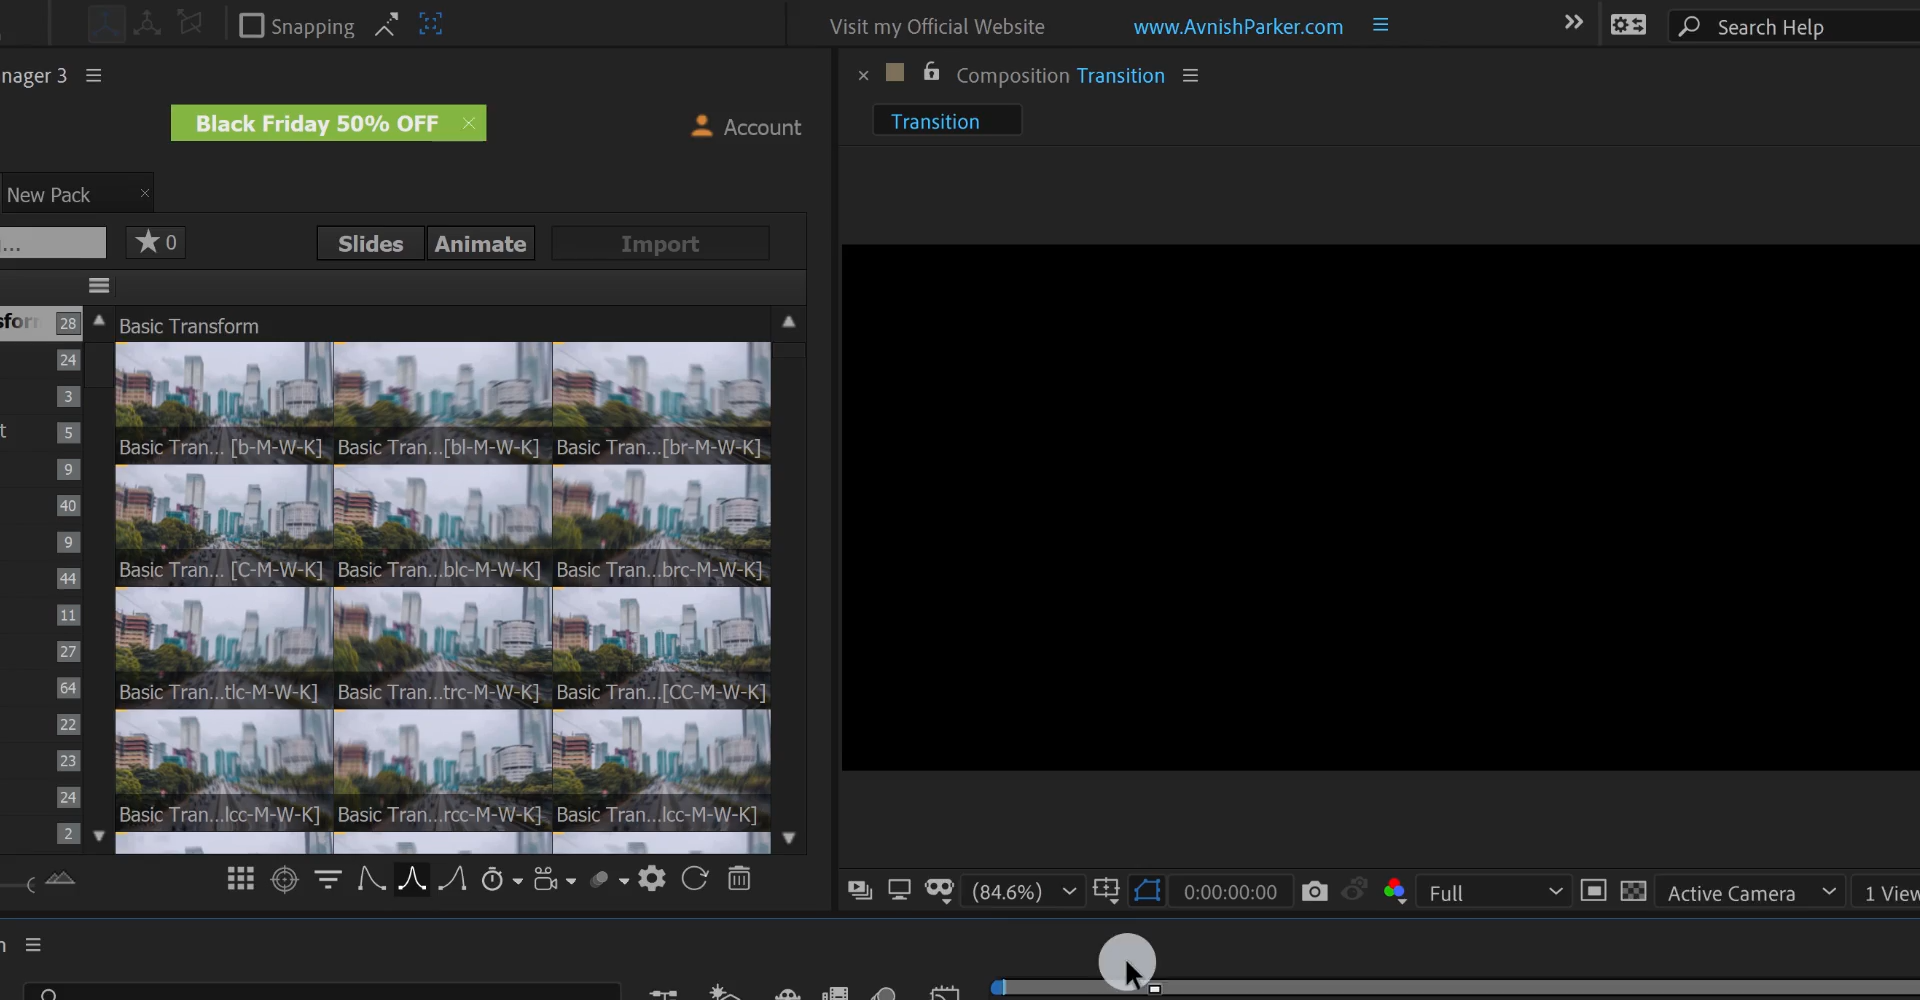 Snapping
Visit my Official Website
www.AvnishParker.com
Search Help
nager 3
Composition Transition
Black Friday 50% OFF
Account
Transition
New Pack
...
0
Slides
Animate
Import
28
Basic Transform
24
3
t
5
Basic Tran... [b-M-W-K]
Basic Tran...[bl-M-W-K]
Basic Tran...[br-M-W-K]
9
40
9
Basic Tran... [C-M-W-K]
Basic Tran...blc-M-W-K]
Basic Tran...brc-M-W-K]
44
11
27
64
Basic Tran...tlc-M-W-K]
Basic Tran...trc-M-W-K]
Basic Tran...[CC-M-W-K]
22
23
24
Basic Tran...lcc-M-W-K]
Basic Tran...rcc-M-W-K]
Basic Tran...lcc-M-W-K]
2
(84.6%)
0:00:00:00
Full
Active Camera
1 View
n